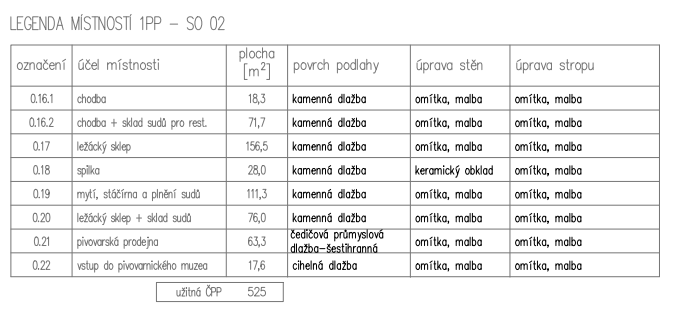 LEGENDA MÍSTNOSTÍ 1PP – SO 02
označení účel místnosti plocha [m²] povrch podlahy úprava stěn úprava stropu
0.16.1 chodba 18,3 kamenná dlažba omítka, malba omítka, malba
0.16.2 chodba + sklad sudů pro rest. 71,7 kamenná dlažba omítka, malba omítka, malba
0.17 ležácký sklep 156,5 kamenná dlažba omítka, malba omítka, malba
0.18 spilka 28,0 kamenná dlažba keramický obklad omítka, malba
0.19 mytí, stáčírna a plnění sudů 111,3 kamenná dlažba omítka, malba omítka, malba
0.20 ležácký sklep + sklad sudů 76,0 kamenná dlažba omítka, malba omítka, malba
0.21 pivovarská prodejna 63,3 čedičová průmyslová dlažba–šestihranná omítka, malba omítka, malba
0.22 vstup do pivovarnického muzea 17,6 cihelná dlažba omítka, malba omítka, malba
užitná ČPP 525